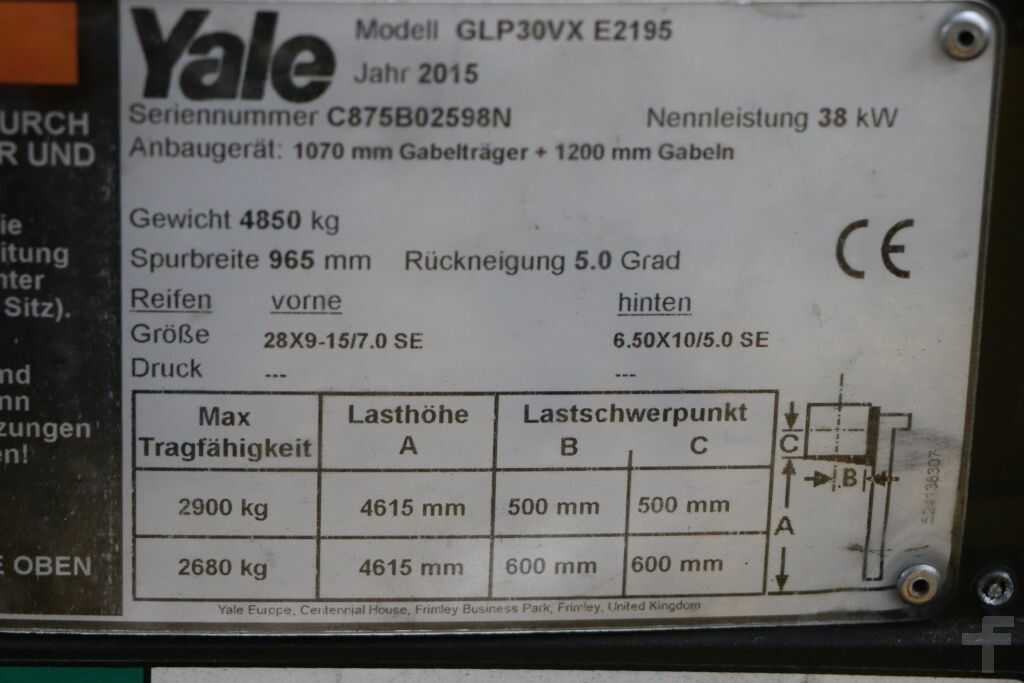 Yale
Modell GLP30VX E2195
Jahr 2015
Seriennummer C875B02598N Nennleistung 38 kW
Anbaugerät: 1070 mm Gabelträger + 1200 mm Gabeln
Gewicht 4850 kg
Spurbreite 965 mm Rückneigung 5.0 Grad
Reifen vorne hinten
Größe 28X9-15/7.0 SE 6.50X10/5.0 SE
Druck --- ---
CE
Max Tragfähigkeit Lasthöhe A Lastschwerpunkt B C
2900 kg 4615 mm 500 mm 500 mm
2680 kg 4615 mm 600 mm 600 mm
C
B
A
524138307
Yale Europe, Centennial House, Frimley Business Park, Frimley, United Kingdom
URCH
R UND
ie
itung
nter
Sitz).
nd
nn
zungen
n!
E OBEN